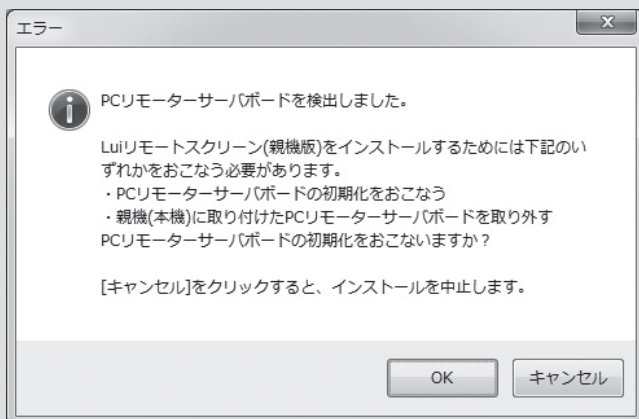 エラー
x
PCリモーターサーバボードを検出しました。
Luiリモートスクリーン(親機版)をインストールするためには下記のい
ずれかをおこなう必要があります。
・PCリモーターサーバボードの初期化をおこなう
・親機(本機)に取り付けたPCリモーターサーバボードを取り外す
PCリモーターサーバボードの初期化をおこないますか？
[キャンセル]をクリックすると、インストールを中止します。
OK
キャンセル